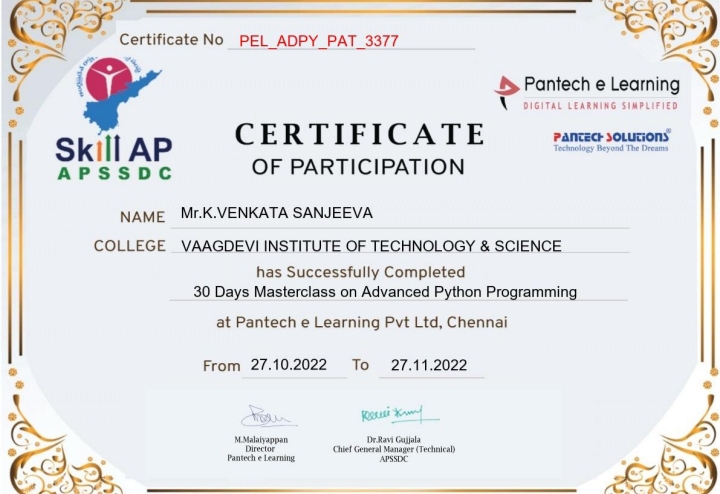 Certificate No PEL_ADPY_PAT_3377
Skill AP
APSSDC
Pantech e Learning
DIGITAL LEARNING SIMPLIFIED
PANTECH SOLUTIONS®
Technology Beyond The Dreams
CERTIFICATE
OF PARTICIPATION
NAME Mr.K.VENKATA SANJEEVA
COLLEGE VAAGDEVI INSTITUTE OF TECHNOLOGY & SCIENCE
has Successfully Completed
30 Days Masterclass on Advanced Python Programming
at Pantech e Learning Pvt Ltd, Chennai
From 27.10.2022 To 27.11.2022
M.Malaiyappan
Director
Pantech e Learning
Dr.Ravi Gujjala
Chief General Manager (Technical)
APSSDC